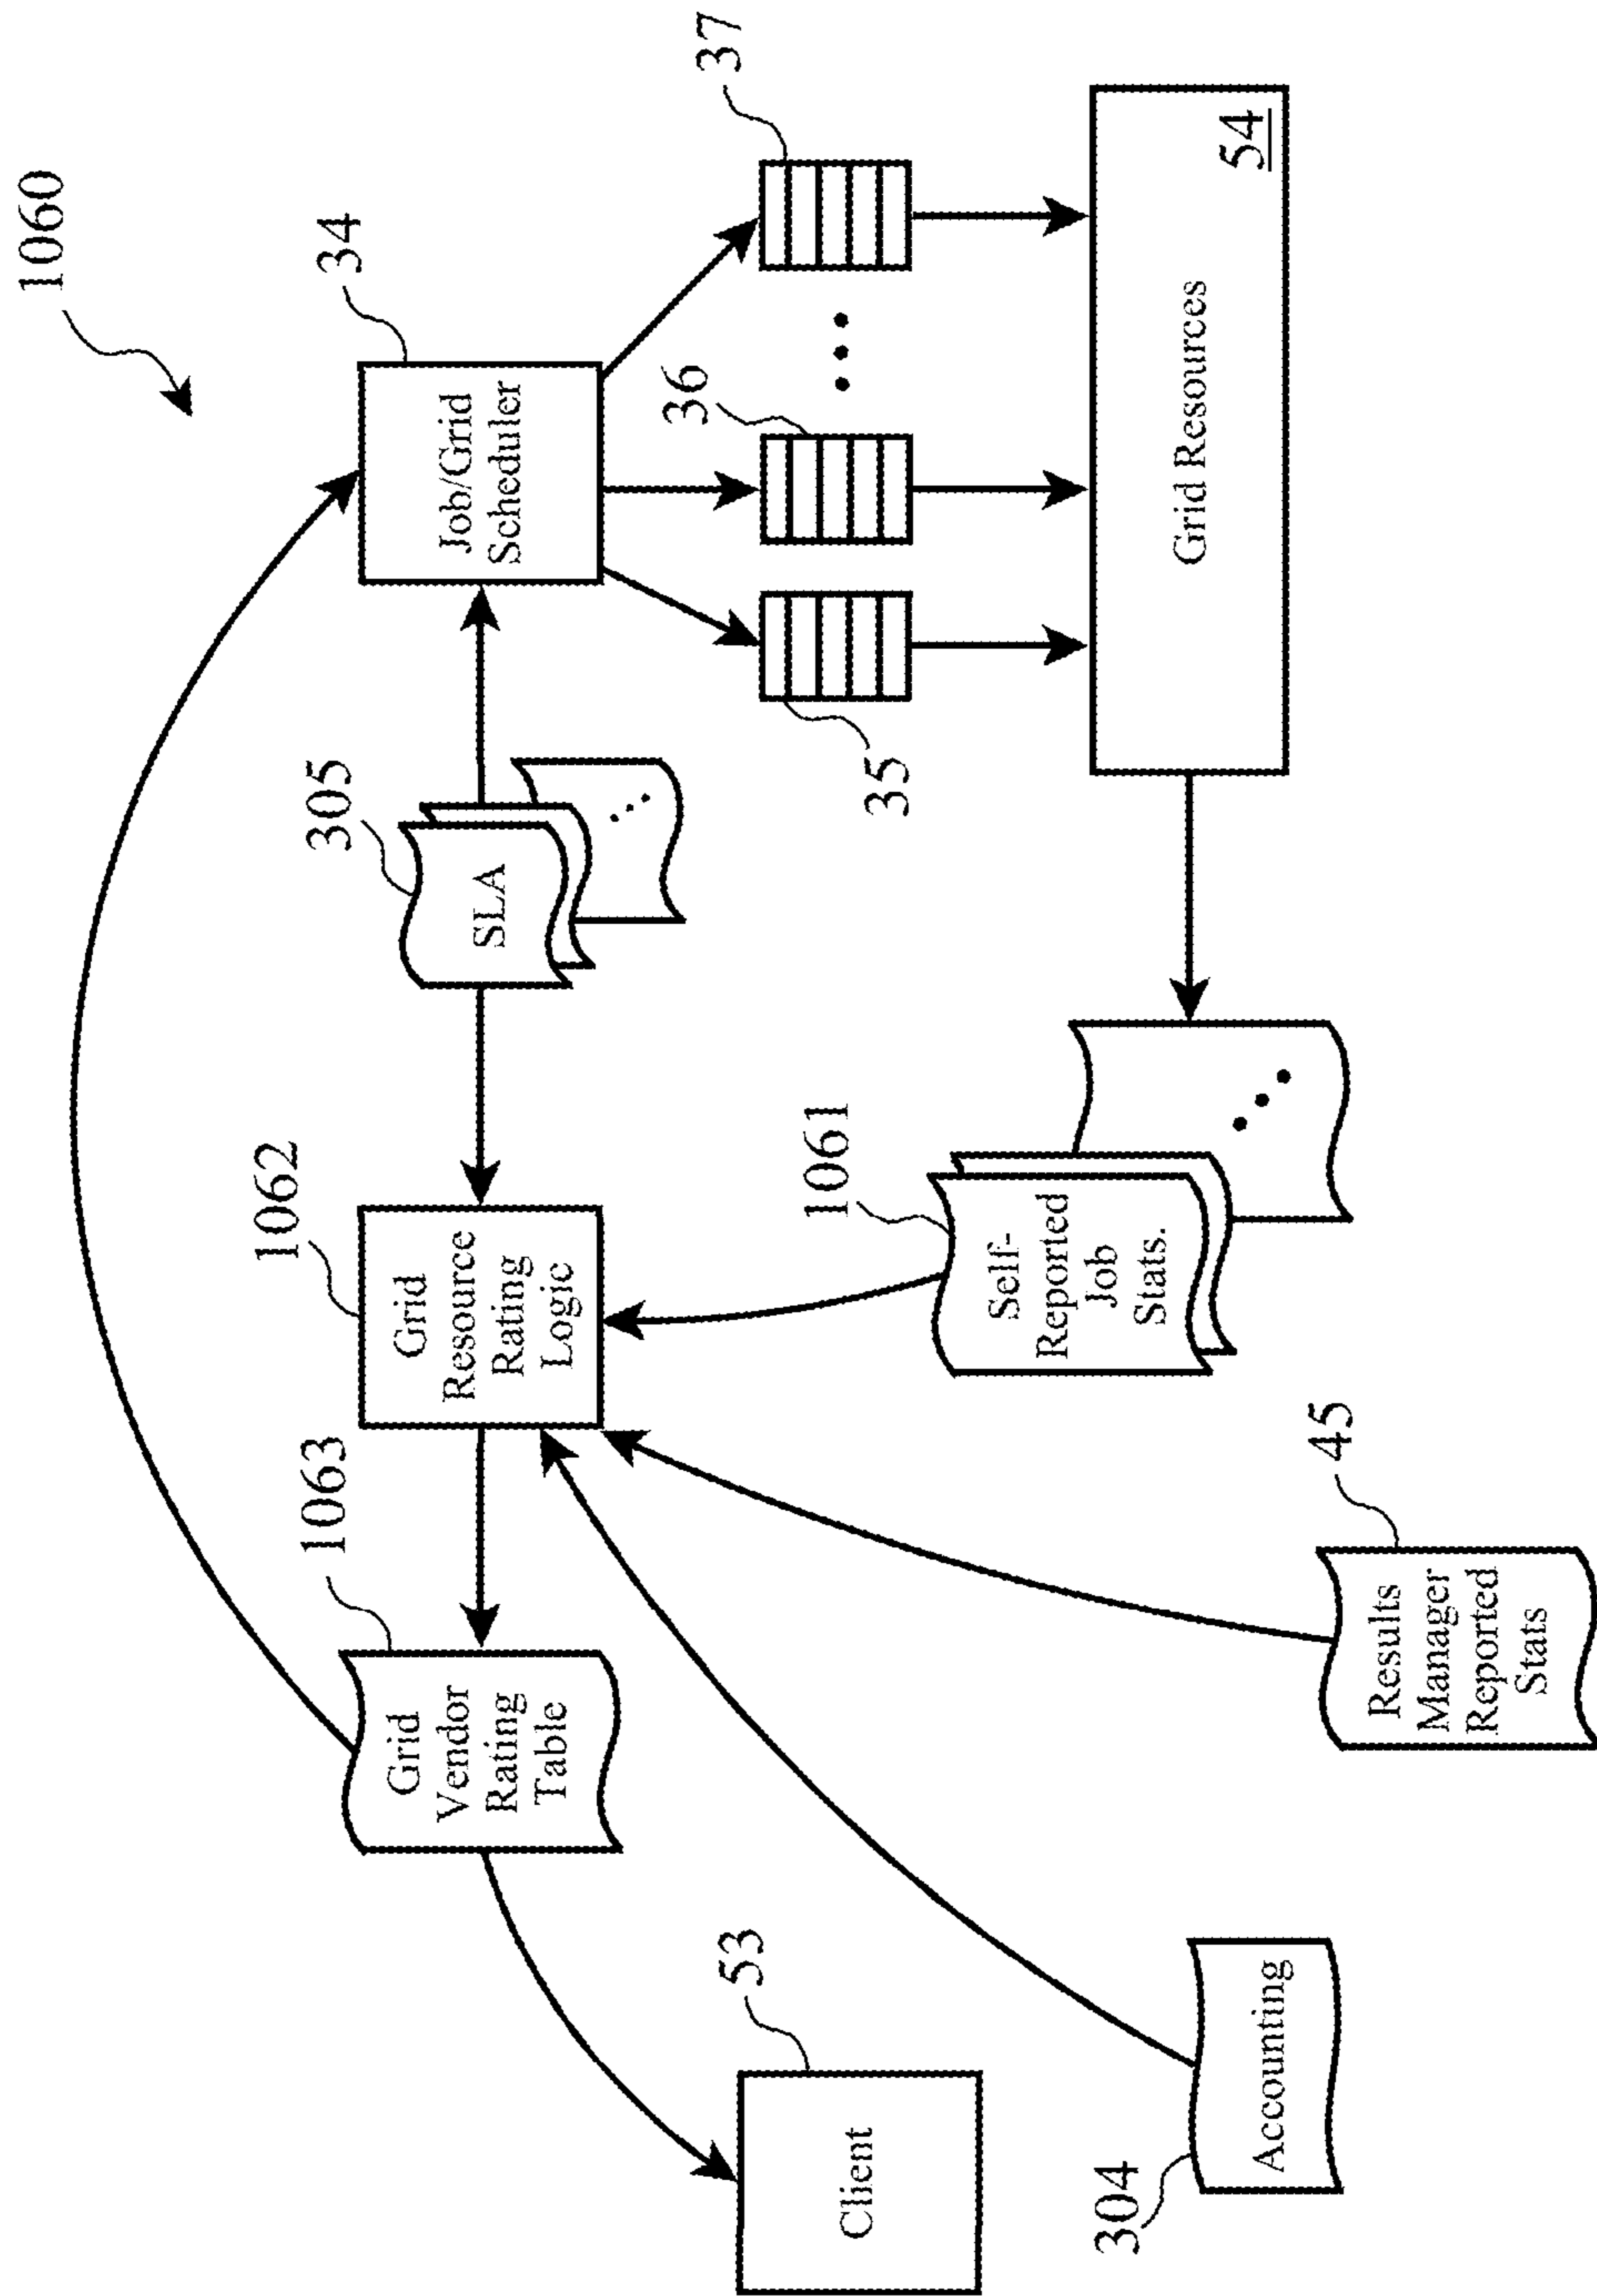 1060
34
Job/Grid
Scheduler
305
SLA
1062
Grid
Resource
Rating
Logic
1063
Grid
Vendor
Rating
Table
37
36
35
53
Client
1061
Self-
Reported
Job
Stats.
54
Grid Resources
45
Results
Manager
Reported
Stats
304
Accounting